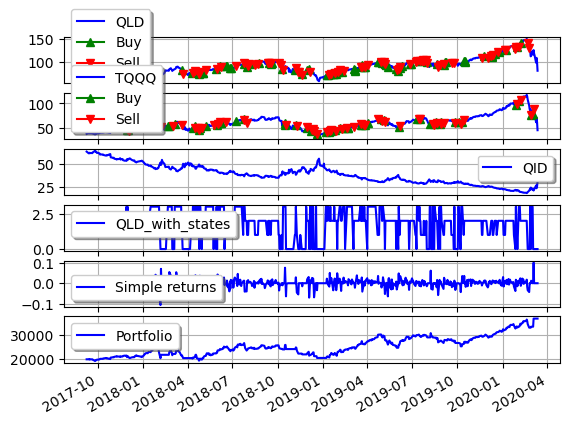 QLD
Buy
Sell
150
100
TQQQ
Buy
Sell
100
50
QID
50
25
QLD_with_states
2.5
0.0
Simple returns
0.1
0.0
−0.1
Portfolio
30000
20000
2017-10
2018-01
2018-04
2018-07
2018-10
2019-01
2019-04
2019-07
2019-10
2020-01
2020-04